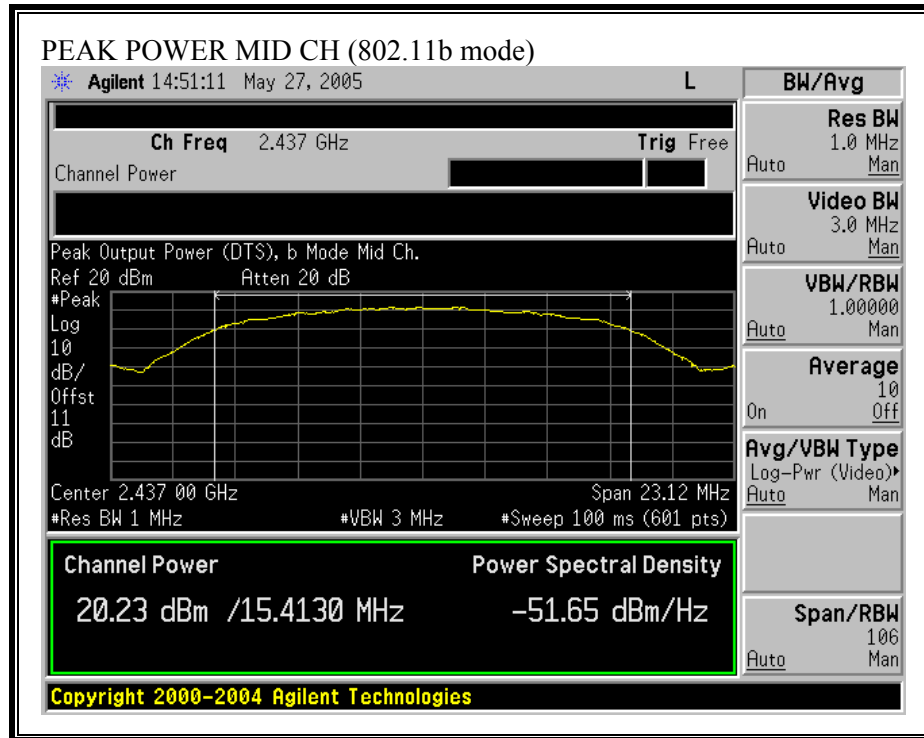 PEAK POWER MID CH (802.11b mode)
Agilent 14:51:11 May 27, 2005 L
Ch Freq 2.437 GHz Trig Free
Channel Power
Peak Output Power (DTS), b Mode Mid Ch.
Ref 20 dBm Atten 20 dB
#Peak
Log
10
dB/
Offst
11
dB
Center 2.437 00 GHz Span 23.12 MHz
#Res BW 1 MHz #VBW 3 MHz #Sweep 100 ms (601 pts)
Channel Power Power Spectral Density
20.23 dBm /15.4130 MHz -51.65 dBm/Hz
Copyright 2000-2004 Agilent Technologies
BW/Avg
Res BW
1.0 MHz
Auto Man
Video BW
3.0 MHz
Auto Man
VBW/RBW
1.00000
Auto Man
Average
10
On Off
Avg/VBW Type
Log-Pwr (Video)
Auto Man
Span/RBW
106
Auto Man